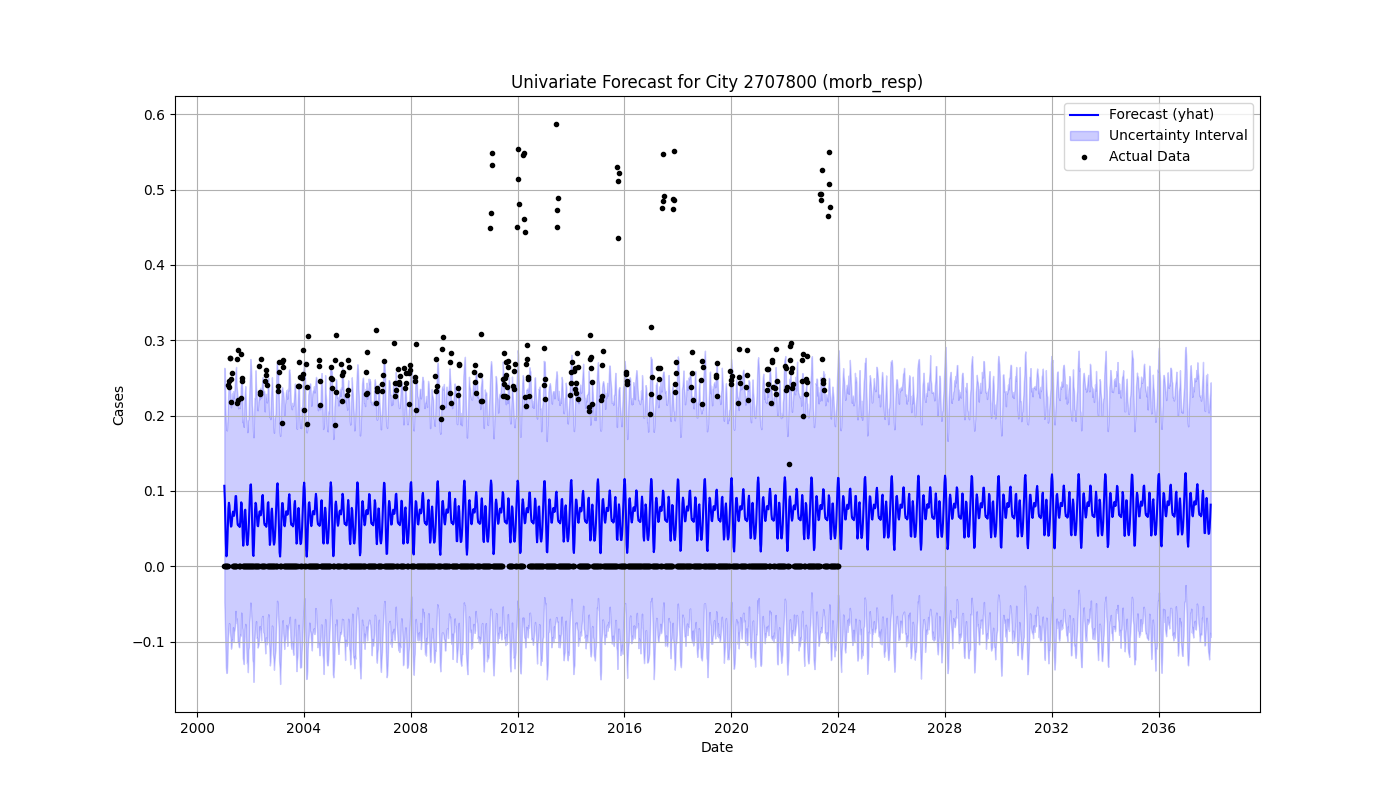 Univariate Forecast for City 2707800 (morb_resp)
Forecast (yhat)
Uncertainty Interval
Actual Data
Cases
0.6
0.5
0.4
0.3
0.2
0.1
0.0
−0.1
2000 2004 2008 2012 2016 2020 2024 2028 2032 2036
Date